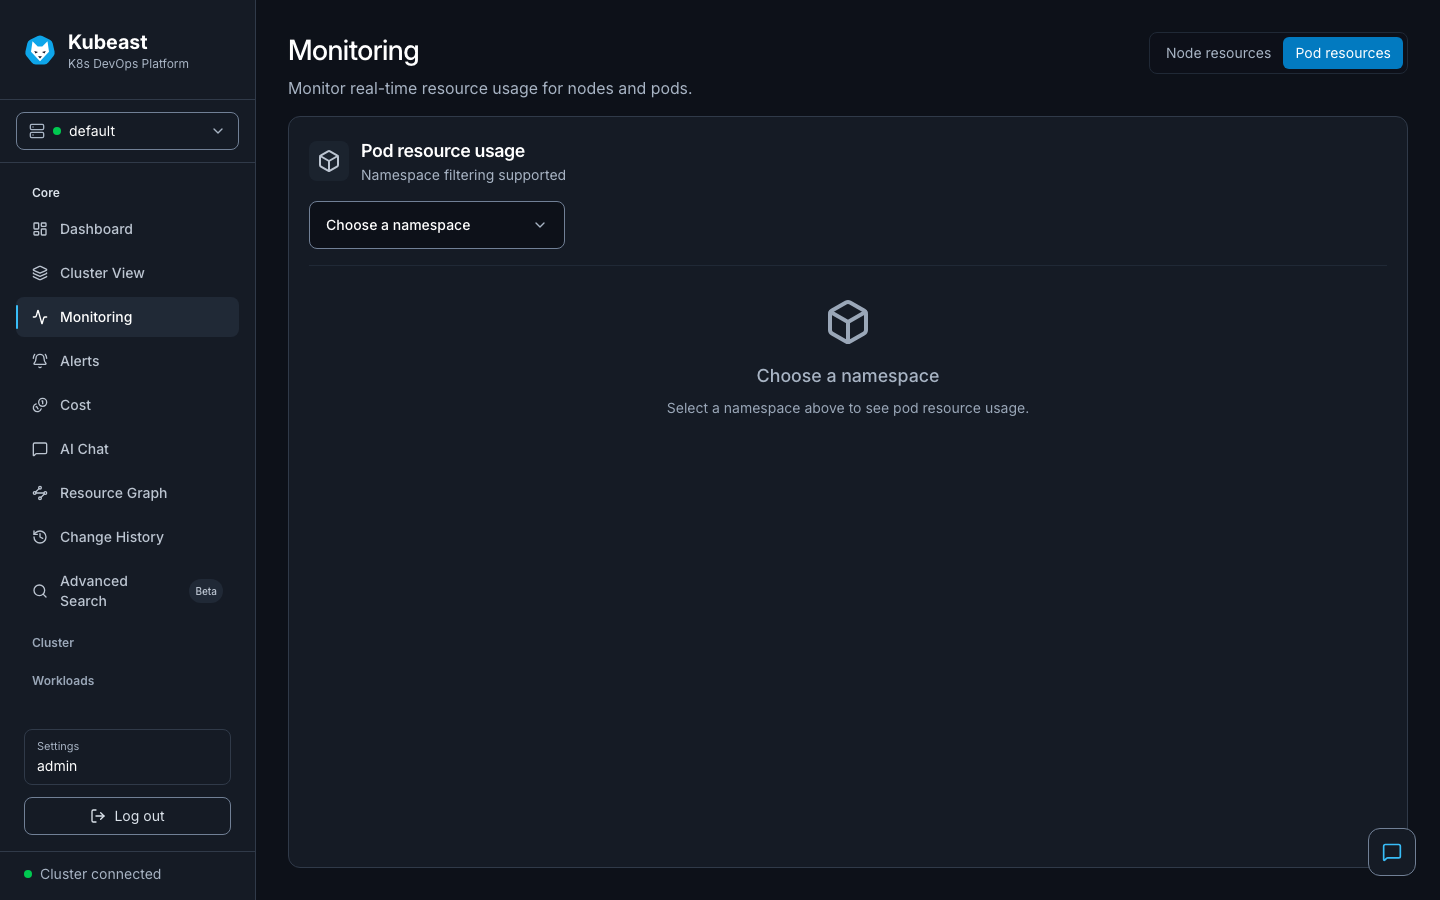 Kubeast
K8s DevOps Platform
default
Core
Dashboard
Cluster View
Monitoring
Alerts
Cost
AI Chat
Resource Graph
Change History
Advanced
Search
Beta
Cluster
Workloads
Settings
admin
Log out
Cluster connected
Monitoring
Monitor real-time resource usage for nodes and pods.
Node resources
Pod resources
Pod resource usage
Namespace filtering supported
Choose a namespace
Choose a namespace
Select a namespace above to see pod resource usage.